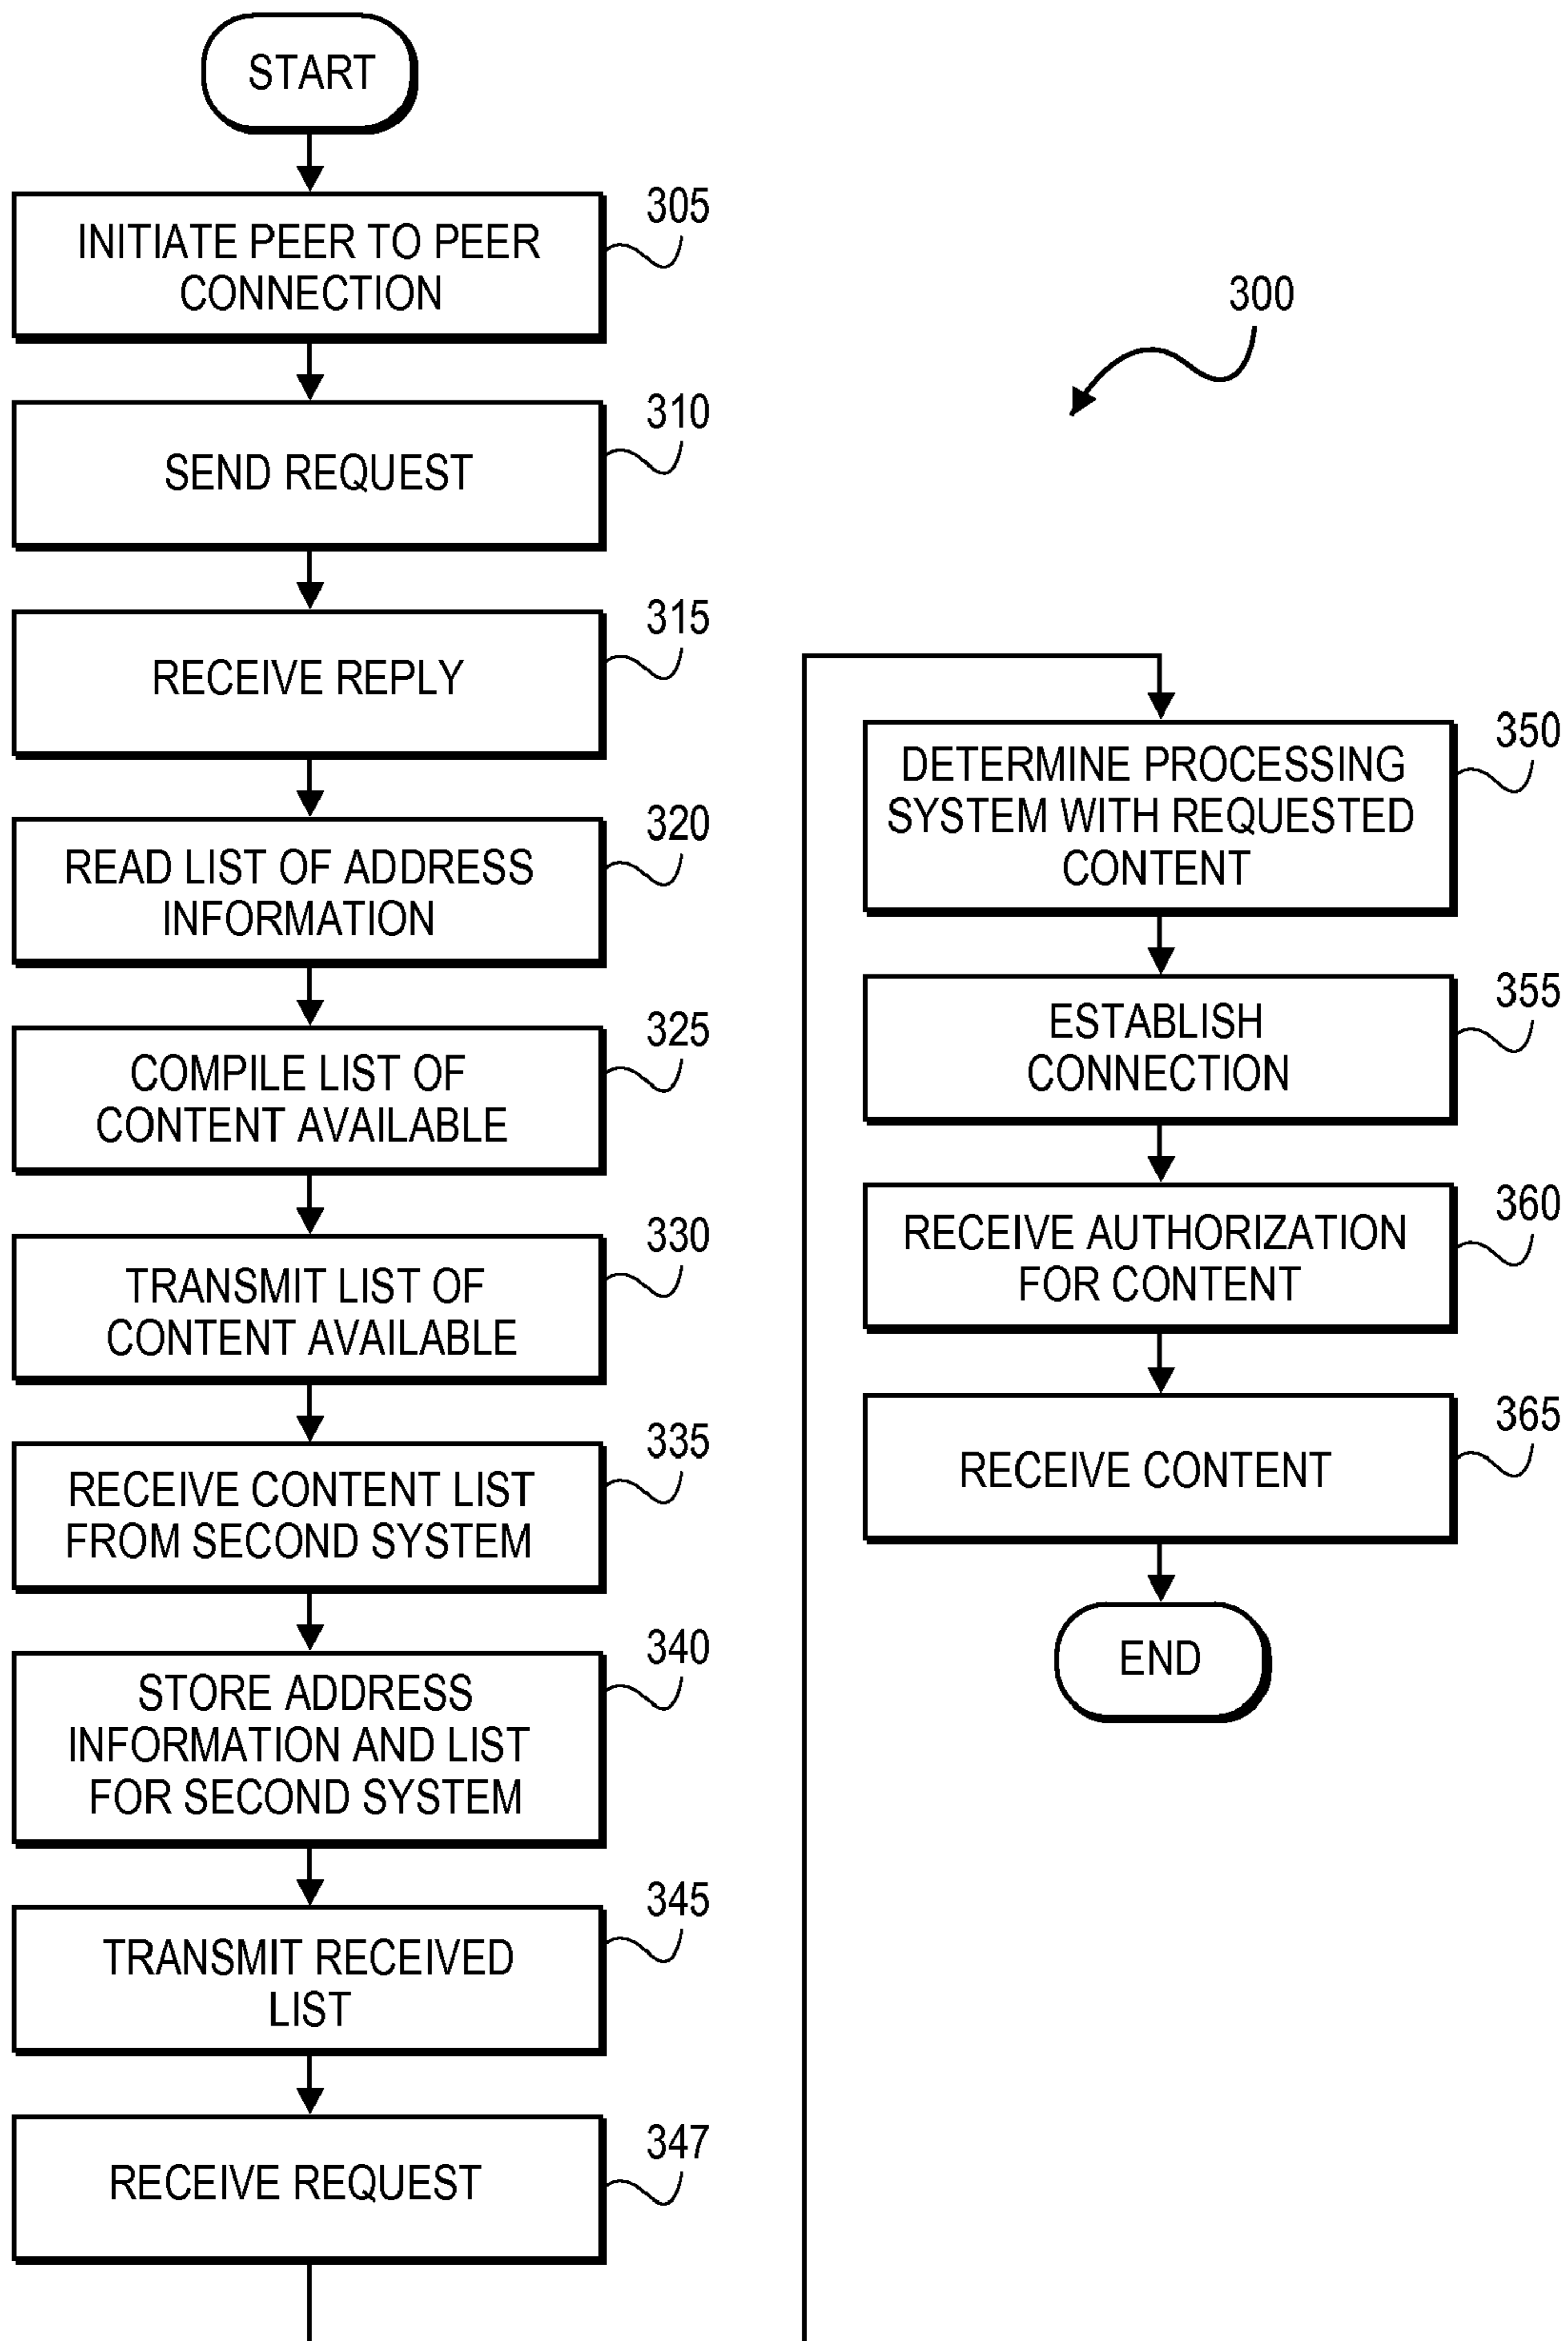 START
305
INITIATE PEER TO PEER
CONNECTION
310
SEND REQUEST
315
RECEIVE REPLY
320
READ LIST OF ADDRESS
INFORMATION
325
COMPILE LIST OF
CONTENT AVAILABLE
330
TRANSMIT LIST OF
CONTENT AVAILABLE
335
RECEIVE CONTENT LIST
FROM SECOND SYSTEM
340
STORE ADDRESS
INFORMATION AND LIST
FOR SECOND SYSTEM
345
TRANSMIT RECEIVED
LIST
347
RECEIVE REQUEST
300
350
DETERMINE PROCESSING
SYSTEM WITH REQUESTED
CONTENT
355
ESTABLISH
CONNECTION
360
RECEIVE AUTHORIZATION
FOR CONTENT
365
RECEIVE CONTENT
END